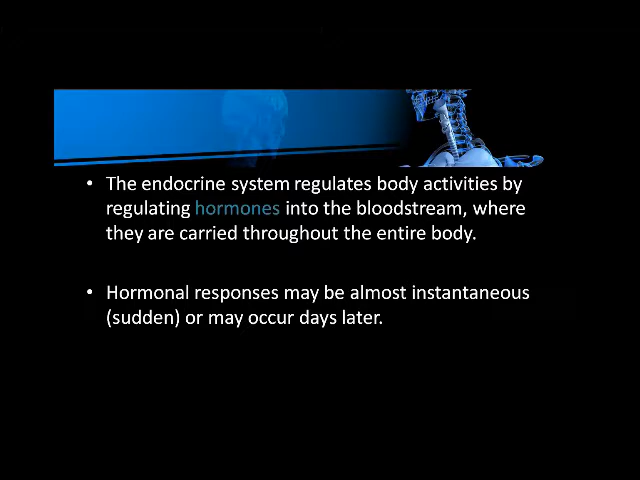 • The endocrine system regulates body activities by
regulating hormones into the bloodstream, where
they are carried throughout the entire body.
• Hormonal responses may be almost instantaneous
(sudden) or may occur days later.